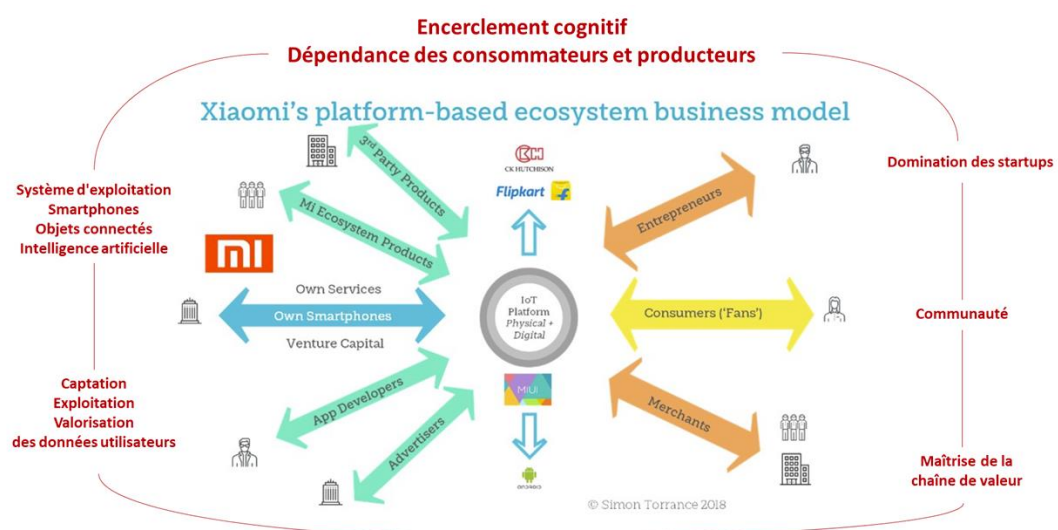 Encerclement cognitif
Dépendance des consommateurs et producteurs
Xiaomi's platform-based ecosystem business model
Système d'exploitation
Smartphones
Objets connectés
Intelligence artificielle
Captation
Exploitation
Valorisation
des données utilisateurs
mi
3rd Party Products
Mi Ecosystem Products
Own Services
Own Smartphones
Venture Capital
App Developers
Advertisers
CK HUTCHISON
Flipkart
f
IoT
Platform
Physical +
Digital
MIUI
android
Entrepreneurs
Consumers ('Fans')
Merchants
Domination des startups
Communauté
Maîtrise de la
chaîne de valeur
© Simon Torrance 2018